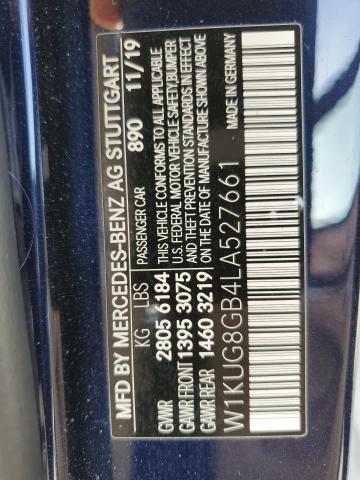 MFD BY MERCEDES-BENZ AG STUTTGART
KG LBS 890 11/19
PASSENGER CAR
GVWR 2805 6184 THIS VEHICLE CONFORMS TO ALL APPLICABLE
GAWR FRONT 1395 3075 U.S. FEDERAL MOTOR VEHICLE SAFETY, BUMPER
AND THEFT PREVENTION STANDARDS IN EFFECT
GAWR REAR 1460 3219 ON THE DATE OF MANUFACTURE SHOWN ABOVE
MADE IN GERMANY
W1KUG8GB4LA527661